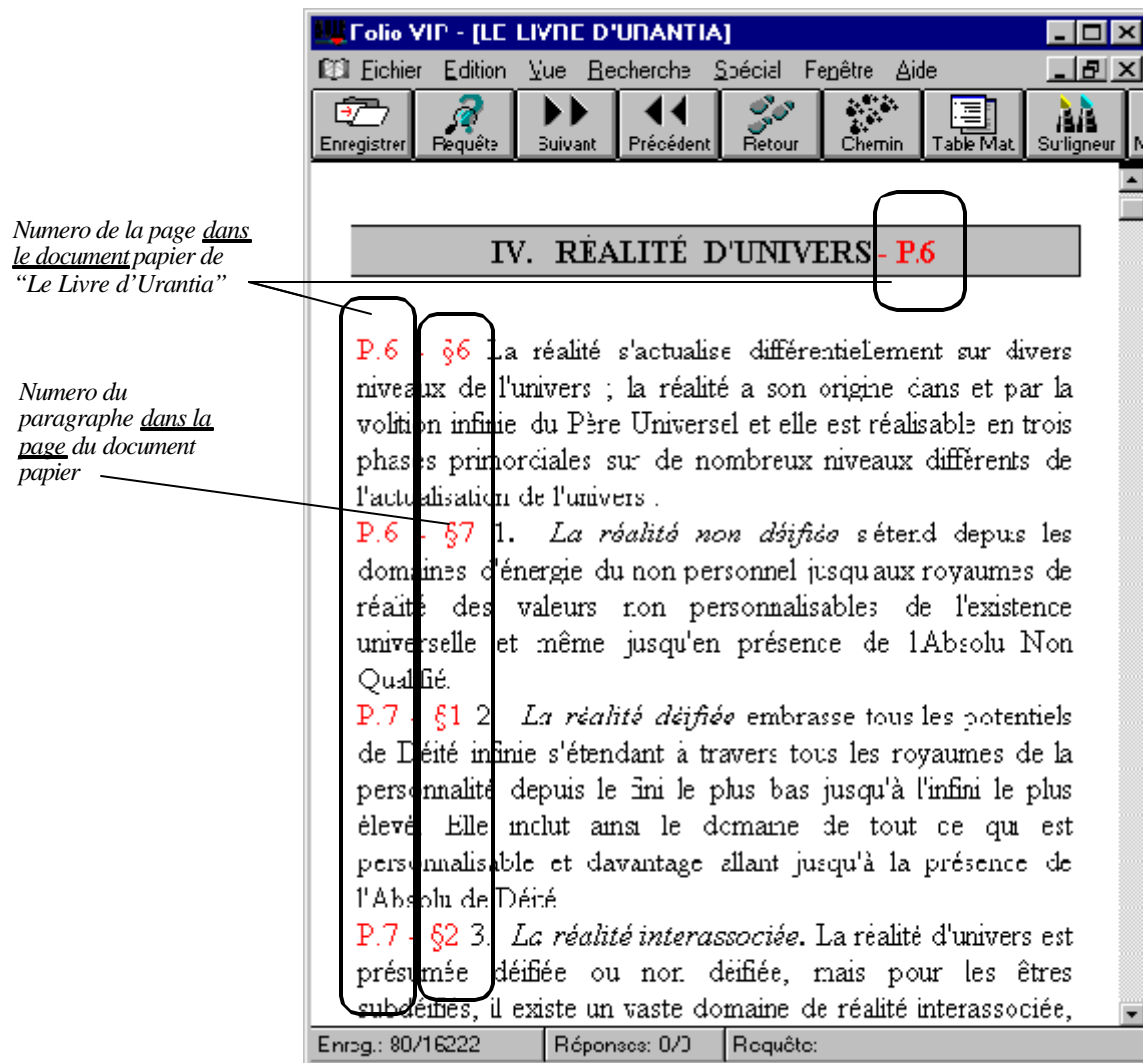 Folio VIP - [LE LIVRE D'URANTIA]
Fichier Edition Vue Recherche Spécial Fenêtre Aide
Enregistrer Requête Suivant Précédent Retour Chemin Table Mat. Surligneur
Numero de la page dans
le document papier de
“Le Livre d’Urantia”
Numero du
paragraphe dans la
page du document
papier
IV. RÉALITÉ D'UNIVERS - P.6
P.6 - §6 La réalité s'actualise différentiellement sur divers
niveaux de l'univers ; la réalité a son origine dans et par la
volition infinie du Père Universel et elle est réalisable en trois
phases primordiales sur de nombreux niveaux différents de
l'actualisation de l'univers .
P.6 - §7 1. La réalité non déifiée s'étend depuis les
domaines d'énergie du non personnel jusqu'aux royaumes de
réalité des valeurs non personnalisables de l'existence
universelle et même jusqu'en présence de l'Absolu Non
Qualifié.
P.7 - §1 2. La réalité déifiée embrasse tous les potentiels
de Déité infinie s'étendant à travers tous les royaumes de la
personnalité depuis le fini le plus bas jusqu'à l'infini le plus
élevé. Elle inclut ainsi le domaine de tout ce qui est
personnalisable et davantage allant jusqu'à la présence de
l'Absolu de Déité
P.7 - §2 3. La réalité interassociée. La réalité d'univers est
présumée déifiée ou non déifiée, mais pour les êtres
subdéifiés, il existe un vaste domaine de réalité interassociée,
Enreg.: 80/16222 Réponses: 0/0 Requête: